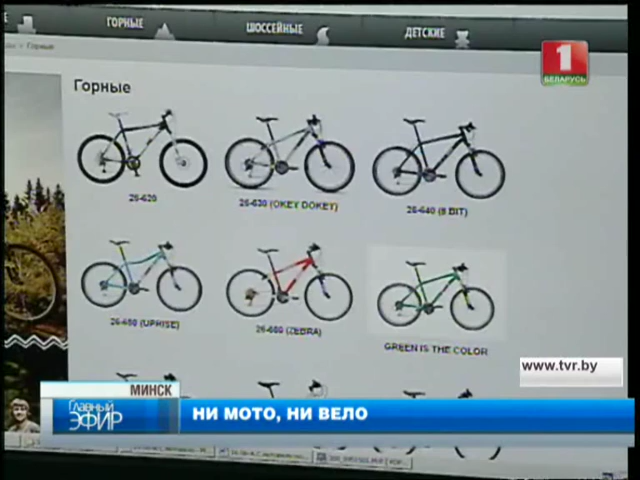 ГОРНЫЕ
ШОССЕЙНЫЕ
ДЕТСКИЕ
Горные
1
БЕЛАРУСЬ
Горные
26-620
26-630 (OKEY DOKEY)
26-640 (8 BIT)
26-650 (UPRISE)
26-660 (ZEBRA)
GREEN IS THE COLOR
www.tvr.by
МИНСК
Главный
ЭФИР
НИ МОТО, НИ ВЕЛО